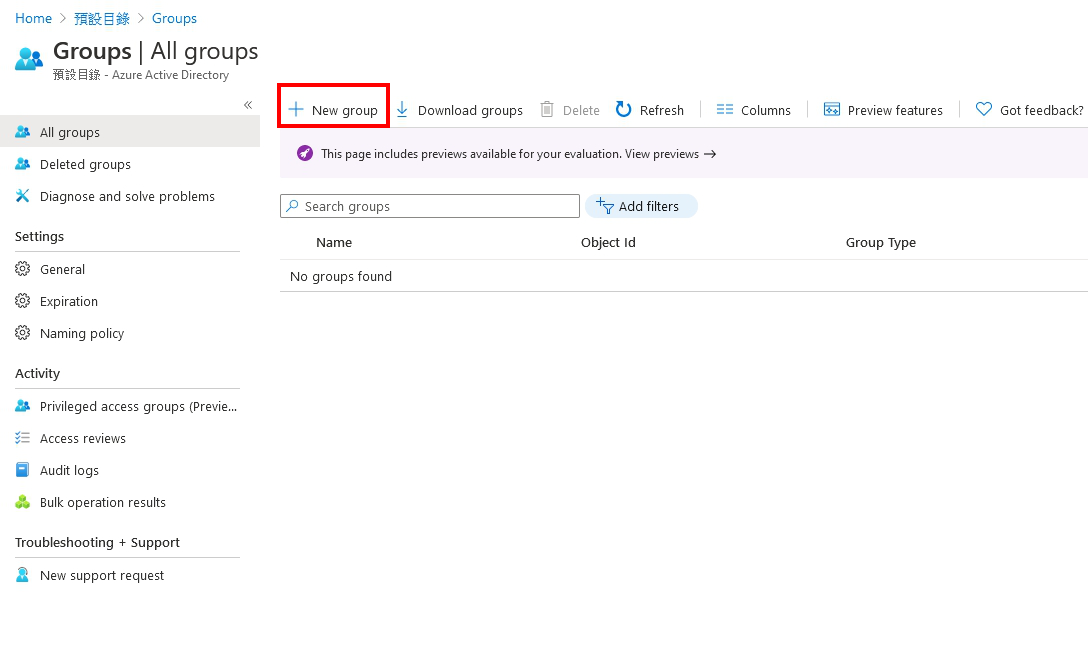 Home > 預設目錄 > Groups
Groups | All groups
預設目錄 - Azure Active Directory
«
All groups
Deleted groups
Diagnose and solve problems
Settings
General
Expiration
Naming policy
Activity
Privileged access groups (Previe...
Access reviews
Audit logs
Bulk operation results
Troubleshooting + Support
New support request
New group Download groups Delete Refresh Columns Preview features Got feedback?
This page includes previews available for your evaluation. View previews →
Search groups Add filters
Name Object Id Group Type
No groups found